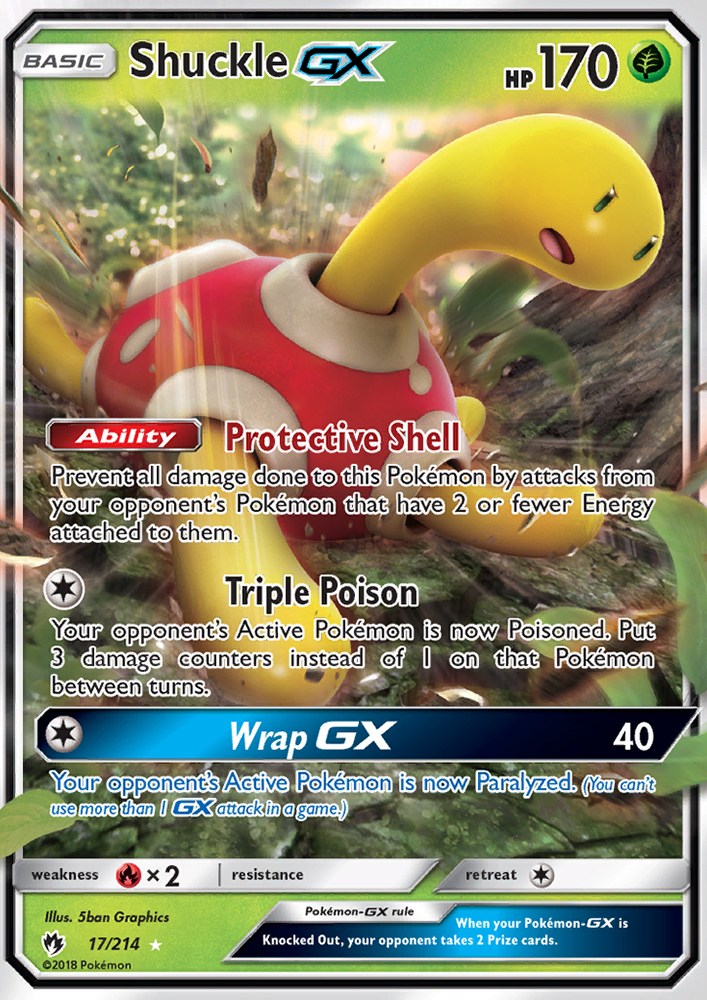 BASIC Shuckle GX HP 170
Ability Protective Shell
Prevent all damage done to this Pokémon by attacks from
your opponent's Pokémon that have 2 or fewer Energy
attached to them.
Triple Poison
Your opponent's Active Pokémon is now Poisoned. Put
3 damage counters instead of 1 on that Pokémon
between turns.
Wrap GX 40
Your opponent's Active Pokémon is now Paralyzed. (You can't
use more than 1 GX attack in a game.)
weakness ×2 resistance retreat
Illus. 5ban Graphics
17/214
©2018 Pokémon
Pokémon-GX rule
When your Pokémon-GX is
Knocked Out, your opponent takes 2 Prize cards.